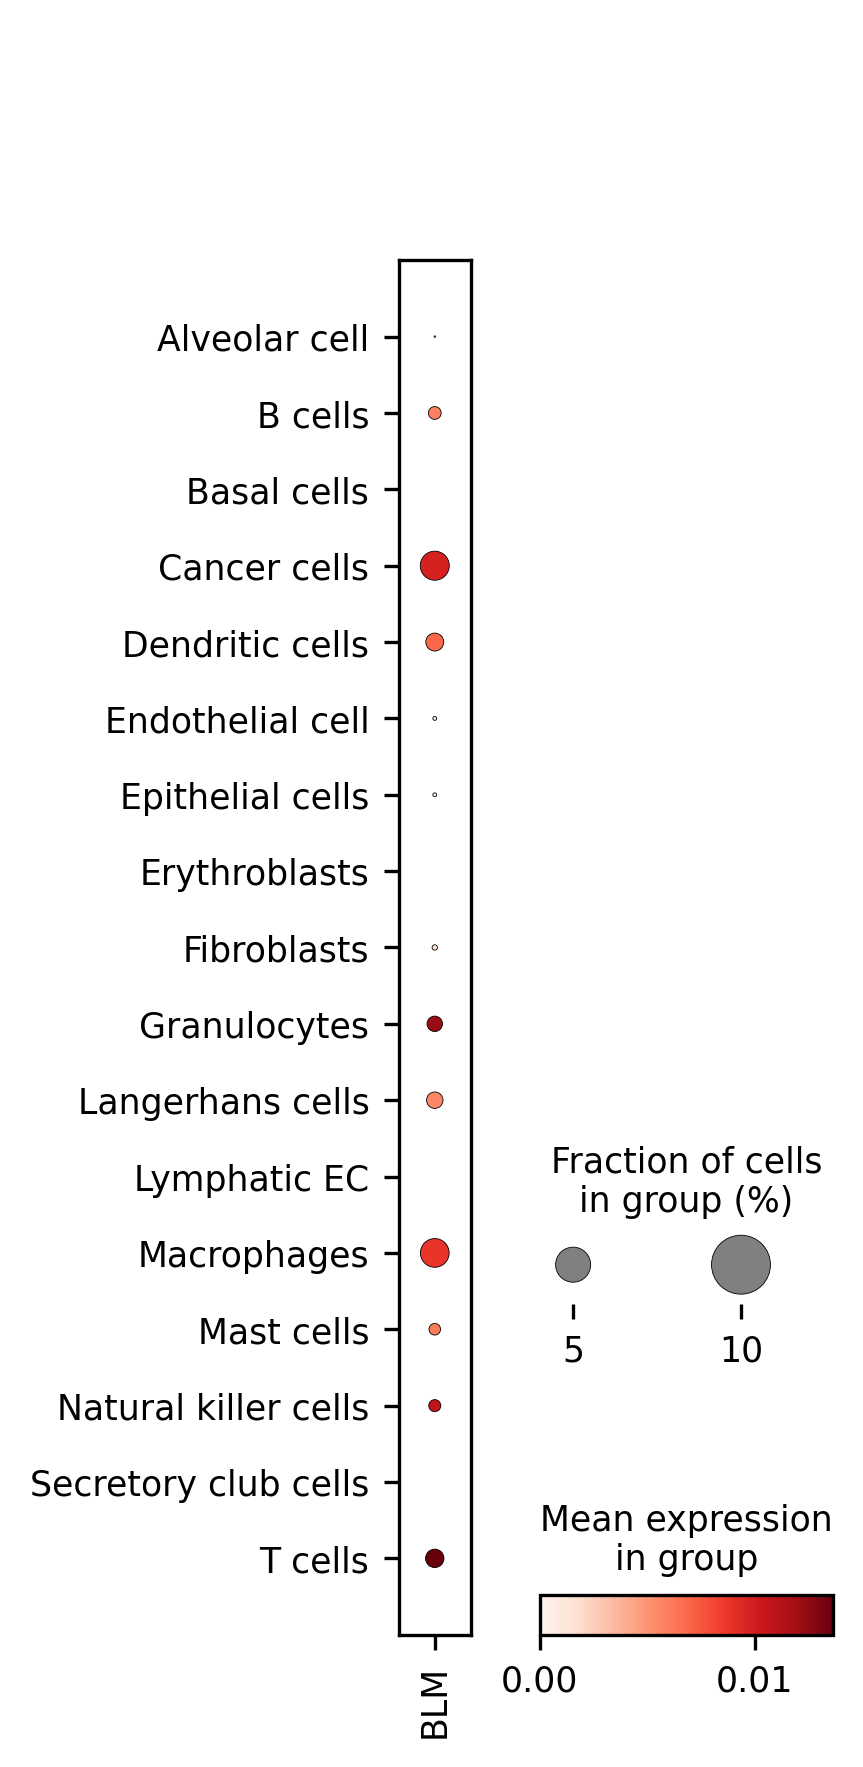 Alveolar cell
B cells
Basal cells
Cancer cells
Dendritic cells
Endothelial cell
Epithelial cells
Erythroblasts
Fibroblasts
Granulocytes
Langerhans cells
Lymphatic EC
Macrophages
Mast cells
Natural killer cells
Secretory club cells
T cells
BLM
Fraction of cells
in group (%)
5 10
Mean expression
in group
0.00 0.01